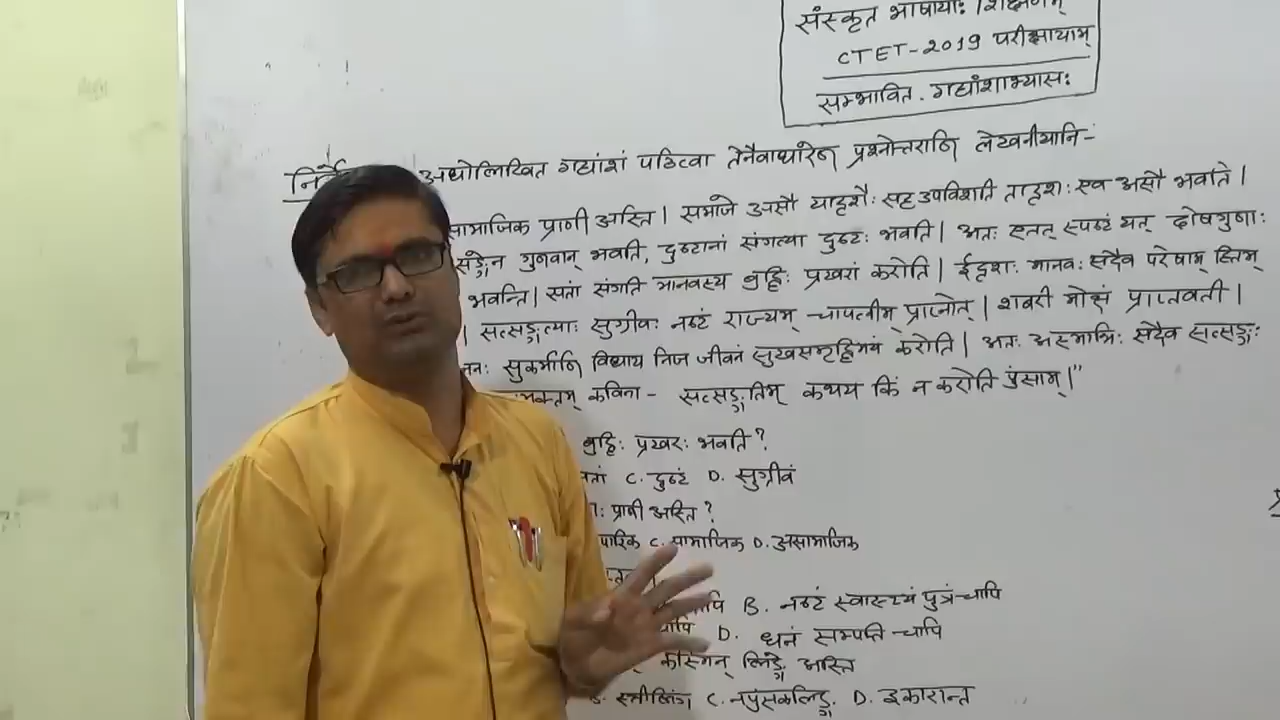 संस्कृत भाषायाः शिक्षणम्
CTET-2019 परीक्षायाम्
सम्भावित. गद्यांशाभ्यासः
अधोलिखित गद्यांशं पठित्वा तेनैवाधारेण प्रश्नोत्तराणि लेखनीयानि-
सामाजिक प्राणी अस्ति। समाजे असौ यादृशैः सह उपविशति तादृशः एव असौ भवति।
गुणवान् भवति, दुष्टानां संगत्या दुष्टः भवति। अतः एतत् स्पष्टं यत् दोषगुणाः
भवन्ति। सतां संगति मानवस्य बुद्धिः प्रखरां करोति। ईदृशः मानवः सदैव परेषाम् हितम्
। सत्सङ्गत्याः सुग्रीवः नष्टं राज्यम् चापत्नीम् प्राप्नोत्। शबरी मोक्षं प्राप्तवती।
सुकर्माणि विधाय निज जीवनं सुखसमृद्धिमयं करोति। अतः अस्माभिः सदैव सत्सङ्गः
कविना - सत्सङ्गतिम् कथय किं न करोति पुंसाम्।"
बुद्धिः प्रखरः भवति?
C. दुष्टं D. सुग्रीवं
प्राणी अस्ति?
C. सामाजिक D. असामाजिक
B. नष्टं स्वास्थ्यं पुत्रं चापि
D. धनं सम्पति चापि
कस्मिन् लिङ्गे अस्ति
स्त्रीलिंग C. नपुंसकलिङ्ग D. इकारान्त